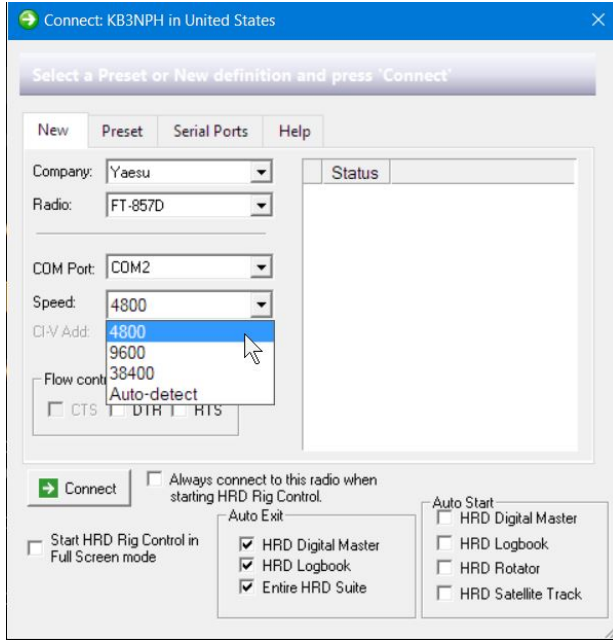 Connect: KB3NPH in United States
Select a Preset or New definition and press 'Connect'
New Preset Serial Ports Help
Company: Yaesu
Status
Radio: FT-857D
COM Port: COM2
Speed: 4800
CI-V Add:
4800
9600
38400
Auto-detect
Flow cont
CTS DTR RTS
Connect
Always connect to this radio when
starting HRD Rig Control.
Start HRD Rig Control in
Full Screen mode
Auto Exit
HRD Digital Master
HRD Logbook
Entire HRD Suite
Auto Start
HRD Digital Master
HRD Logbook
HRD Rotator
HRD Satellite Track